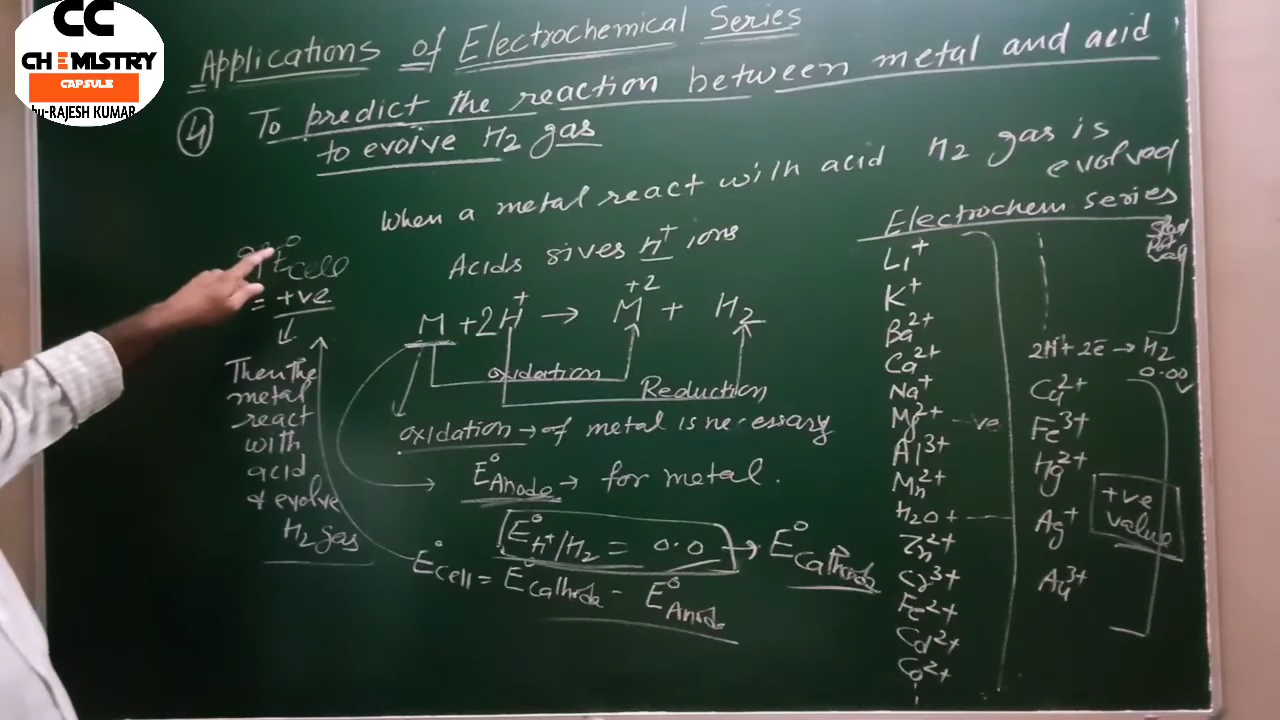 CC
CHEMISTRY
CAPSULE
by-RAJESH KUMAR
Applications of Electrochemical Series
(4) To predict the reaction between metal and acid
to evolve H₂ gas
When a metal react with acid H₂ gas is
evolved
Acids gives H⁺ ions
M + 2H⁺ → M⁺² + H₂
oxidation
Reduction
oxidation → of metal is necessary
E°Anode → for metal.
E°H⁺/H₂ = 0.0 → E°Cathode
E°Cell = E°Cathode - E°Anode
E°Cell
= +ve
Then the
metal
react
with
acid
& evolve
H₂ gas
Electrochem series
Li⁺
K⁺
Ba²⁺
Ca²⁺
Na⁺
Mg²⁺ -ve
Al³⁺
Mn²⁺
H₂O +
Zn²⁺
Cr³⁺
Fe²⁺
Cd²⁺
Co²⁺
2H⁺ + 2e⁻ → H₂
0.00
V
Cu²⁺
Fe³⁺
Hg²⁺
Ag⁺
Au³⁺
+ve
value